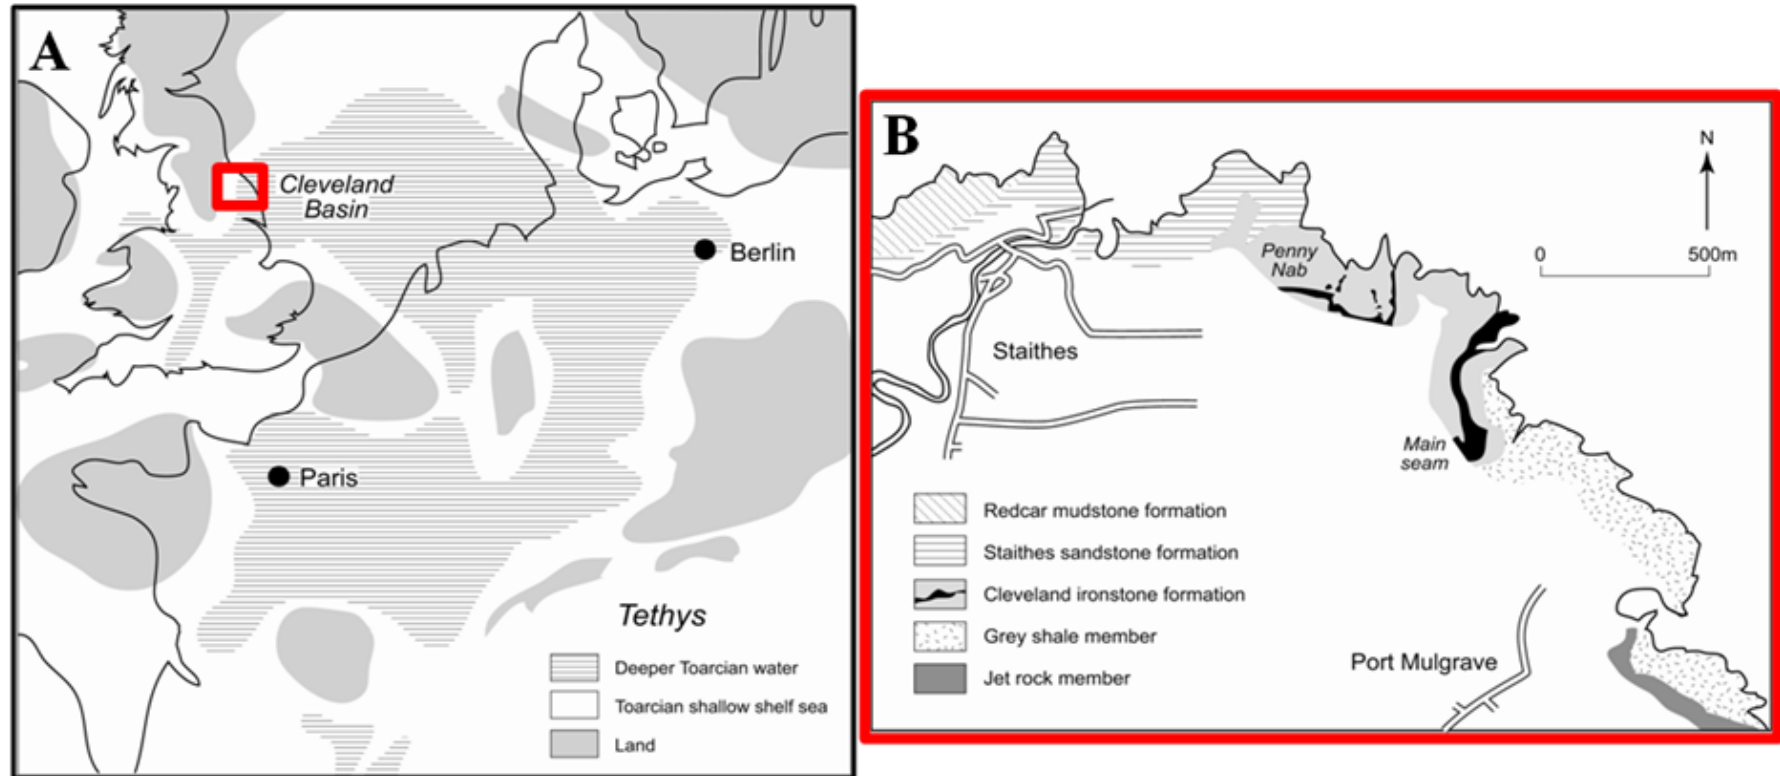 A
Cleveland
Basin
Berlin
Paris
Tethys
Deeper Toarcian water
Toarcian shallow shelf sea
Land
B
N
0
500m
Penny
Nab
Staithes
Main
seam
Redcar mudstone formation
Staithes sandstone formation
Cleveland ironstone formation
Grey shale member
Jet rock member
Port Mulgrave